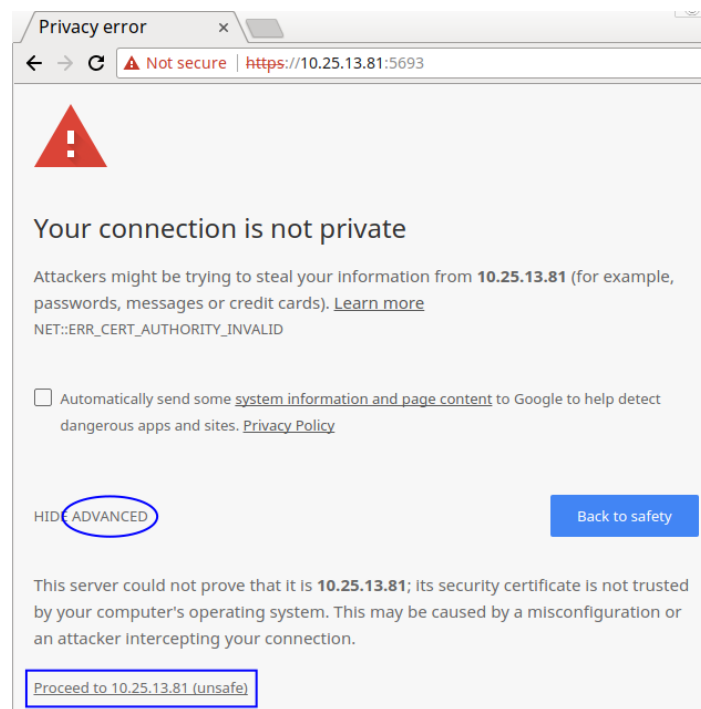 Privacy error
Not secure | https://10.25.13.81:5693
Your connection is not private
Attackers might be trying to steal your information from 10.25.13.81 (for example,
passwords, messages or credit cards). Learn more
NET::ERR_CERT_AUTHORITY_INVALID
Automatically send some system information and page content to Google to help detect
dangerous apps and sites. Privacy Policy
HIDE ADVANCED
Back to safety
This server could not prove that it is 10.25.13.81; its security certificate is not trusted
by your computer's operating system. This may be caused by a misconfiguration or
an attacker intercepting your connection.
Proceed to 10.25.13.81 (unsafe)